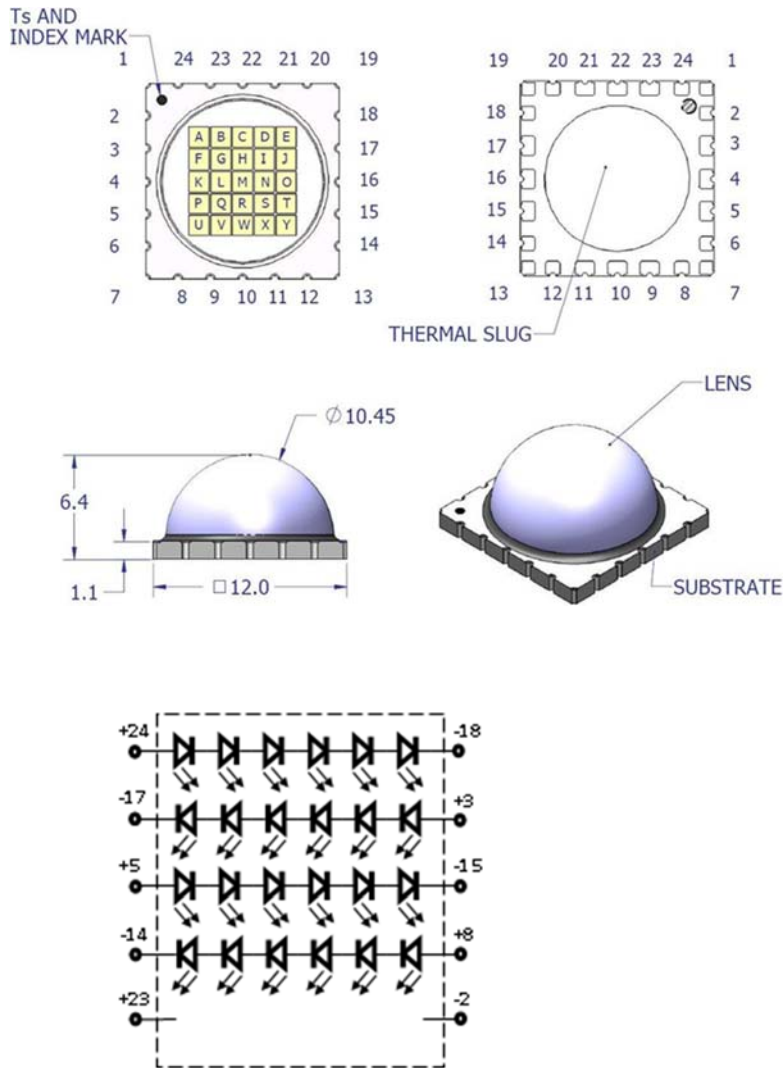 Ts AND
INDEX MARK
1 24 23 22 21 20 19
2 18
3 17
4 16
5 15
6 14
7 8 9 10 11 12 13
A B C D E
F G H I J
K L M N O
P Q R S T
U V W X Y
19 20 21 22 23 24 1
18 2
17 3
16 4
15 5
14 6
13 12 11 10 9 8 7
THERMAL SLUG
∅10.45
6.4
1.1
□12.0
LENS
SUBSTRATE
+24 -18
-17 +3
+5 -15
-14 +8
+23 -2